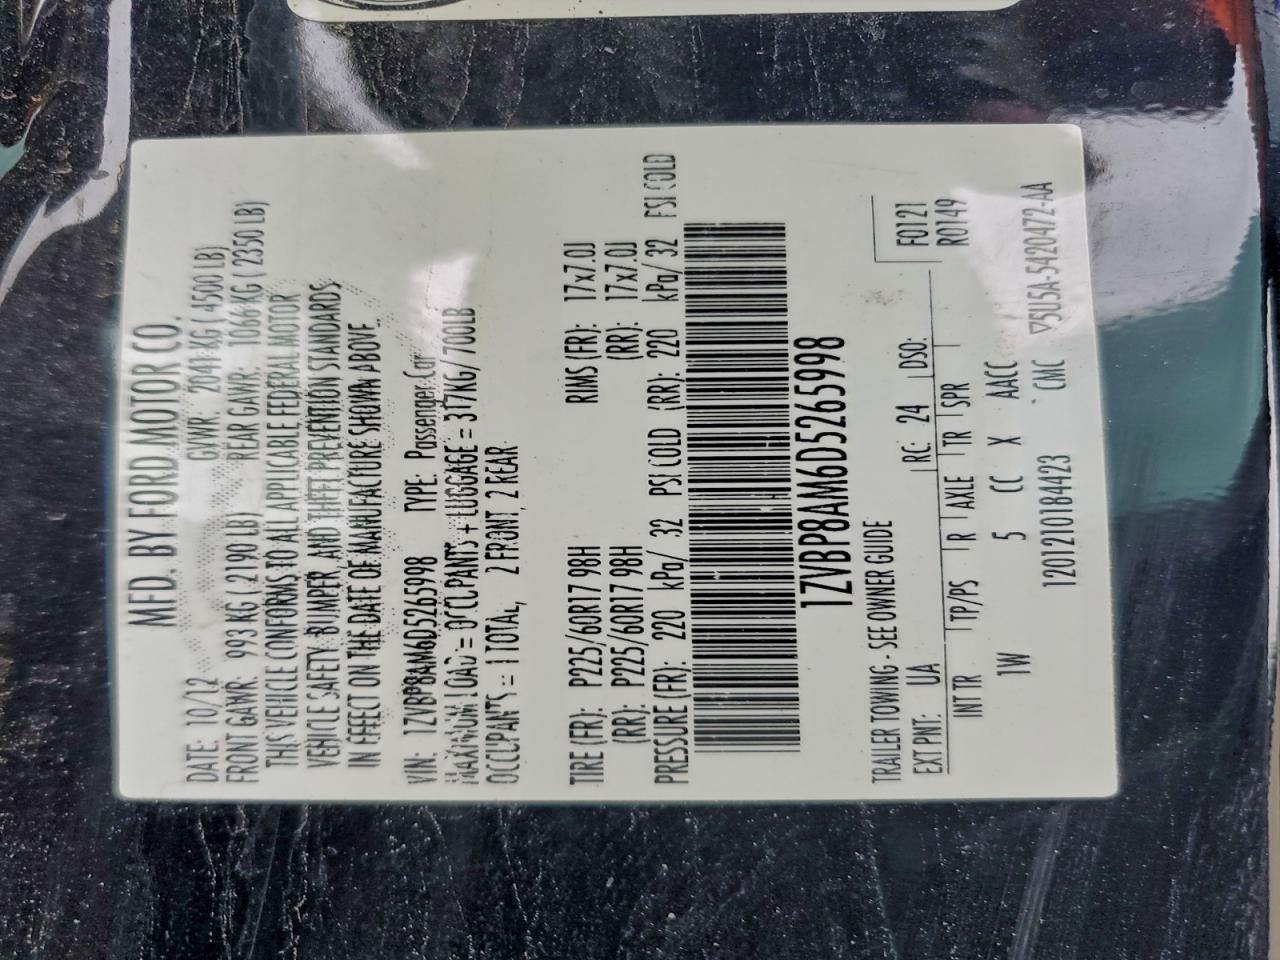 MFD. BY FORD MOTOR CO.
DATE: 10/12 GVWR: 2041 KG ( 4500 LB)
FRONT GAWR: 993 KG ( 2190 LB) REAR GAWR: 1066 KG ( 2350 LB)
THIS VEHICLE CONFORMS TO ALL APPLICABLE FEDERAL MOTOR
VEHICLE SAFETY, BUMPER, AND THEFT PREVENTION STANDARDS
IN EFFECT ON THE DATE OF MANUFACTURE SHOWN ABOVE.
VIN: 1ZVBP8AM6D5265998 TYPE: Passenger Car
MAXIMUM LOAD = OCCUPANTS + LUGGAGE = 317KG/700LB
OCCUPANTS = TOTAL, 2 FRONT, 2 REAR
TIRE (FR): P225/60R17 98H RIMS (FR): 17x7.0J
(RR): P225/60R17 98H (RR): 17x7.0J
PRESSURE (FR): 220 kPa/ 32 PSI COLD (RR): 220 kPa/ 32 PSI COLD
1ZVBP8AM6D5265998
TRAILER TOWING - SEE OWNER GUIDE F0121
EXT PNT: UA RC: 24 DSO: R0149
INT TR TP/PS R AXLE TR SPR
1W 5 CC X AACC
1201210184423 CMC ▽5U5A-5420472-AA